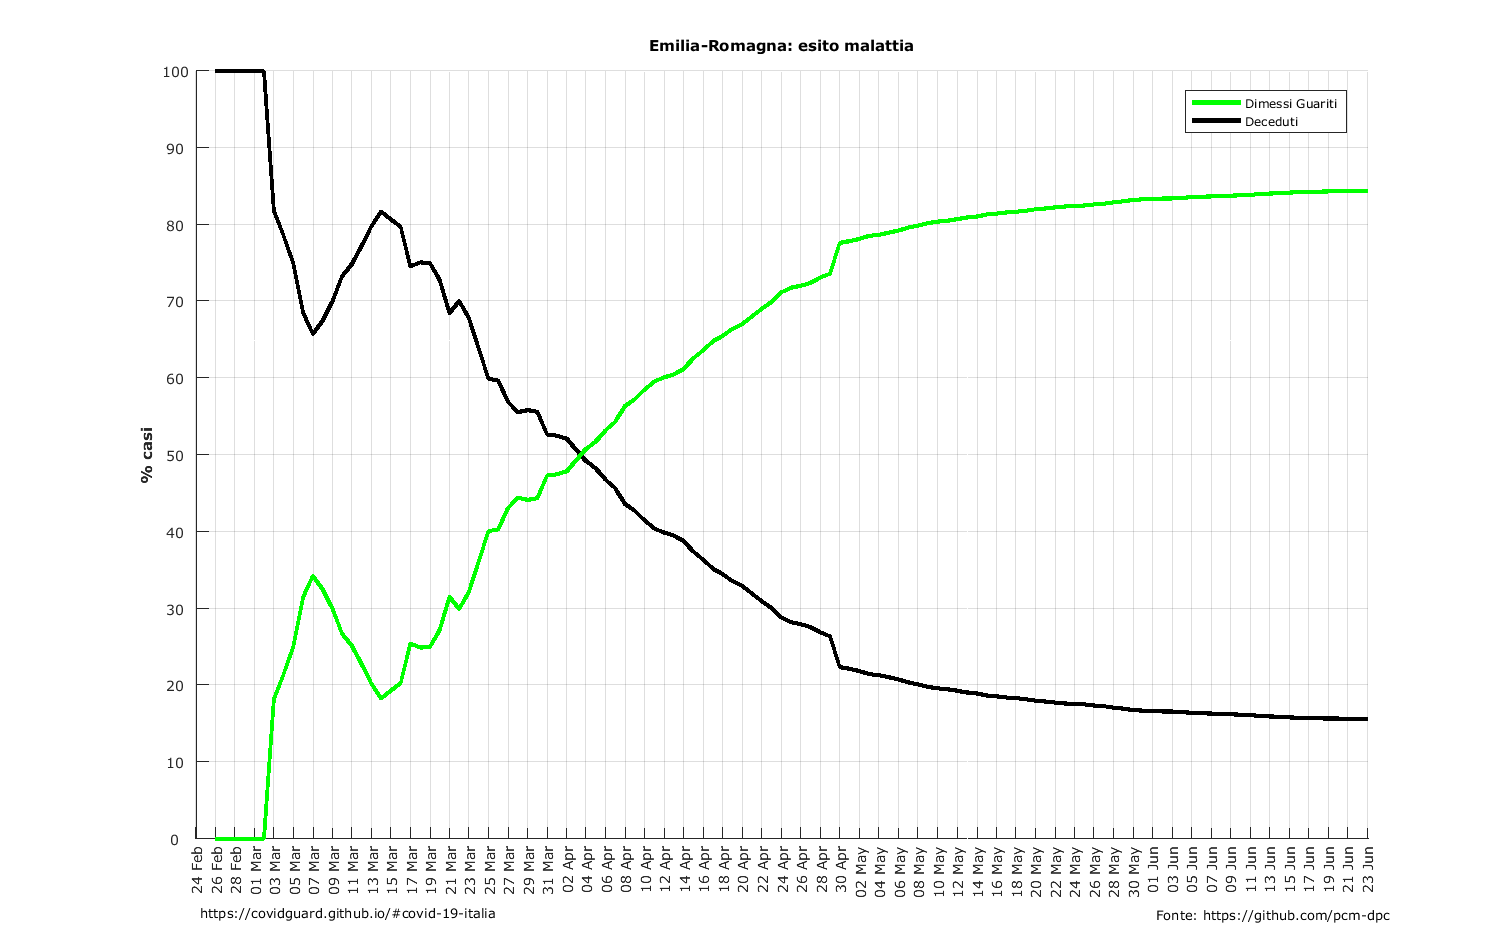 Emilia-Romagna: esito malattia
Dimessi Guariti
Deceduti
% casi
100
90
80
70
60
50
40
30
20
10
0
24 Feb
26 Feb
28 Feb
01 Mar
03 Mar
05 Mar
07 Mar
09 Mar
11 Mar
13 Mar
15 Mar
17 Mar
19 Mar
21 Mar
23 Mar
25 Mar
27 Mar
29 Mar
31 Mar
02 Apr
04 Apr
06 Apr
08 Apr
10 Apr
12 Apr
14 Apr
16 Apr
18 Apr
20 Apr
22 Apr
24 Apr
26 Apr
28 Apr
30 Apr
02 May
04 May
06 May
08 May
10 May
12 May
14 May
16 May
18 May
20 May
22 May
24 May
26 May
28 May
30 May
01 Jun
03 Jun
05 Jun
07 Jun
09 Jun
11 Jun
13 Jun
15 Jun
17 Jun
19 Jun
21 Jun
23 Jun
https://covidguard.github.io/#covid-19-italia
Fonte: https://github.com/pcm-dpc